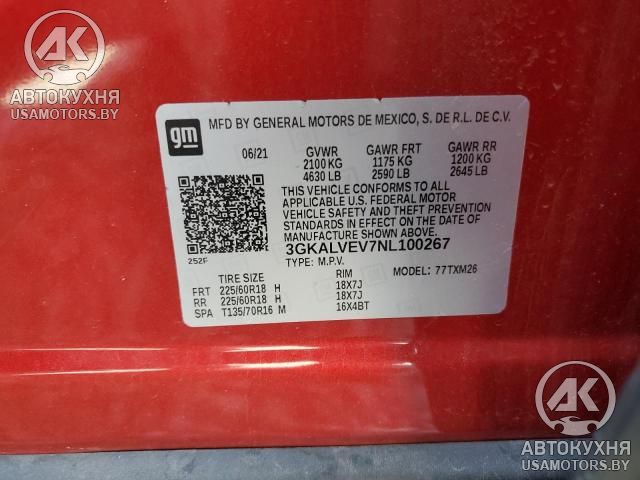 АК
АВТОКУХНЯ
USAMOTORS.BY
gm
MFD BY GENERAL MOTORS DE MEXICO, S. DE R.L. DE C.V.
06/21 GVWR GAWR FRT GAWR RR
2100 KG 1175 KG 1200 KG
4630 LB 2590 LB 2645 LB
THIS VEHICLE CONFORMS TO ALL
APPLICABLE U.S. FEDERAL MOTOR
VEHICLE SAFETY AND THEFT PREVENTION
STANDARDS IN EFFECT ON THE DATE OF
MANUFACTURE SHOWN ABOVE.
3GKALVEV7NL100267
252F
TYPE: M.P.V. MODEL: 77TXM26
TIRE SIZE RIM
FRT 225/60R18 H 18X7J
RR 225/60R18 H 18X7J
SPA T135/70R16 M 16X4BT
АК
АВТОКУХНЯ
USAMOTORS.BY